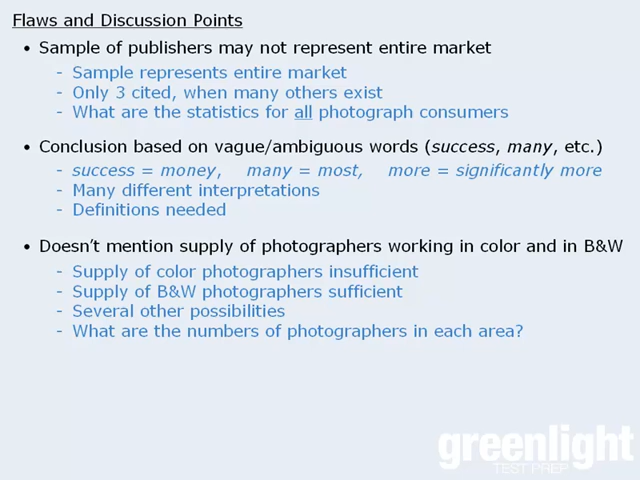 Flaws and Discussion Points
• Sample of publishers may not represent entire market
- Sample represents entire market
- Only 3 cited, when many others exist
- What are the statistics for all photograph consumers
• Conclusion based on vague/ambiguous words (success, many, etc.)
- success = money, many = most, more = significantly more
- Many different interpretations
- Definitions needed
• Doesn't mention supply of photographers working in color and in B&W
- Supply of color photographers insufficient
- Supply of B&W photographers sufficient
- Several other possibilities
- What are the numbers of photographers in each area?
greenlight
TEST PREP